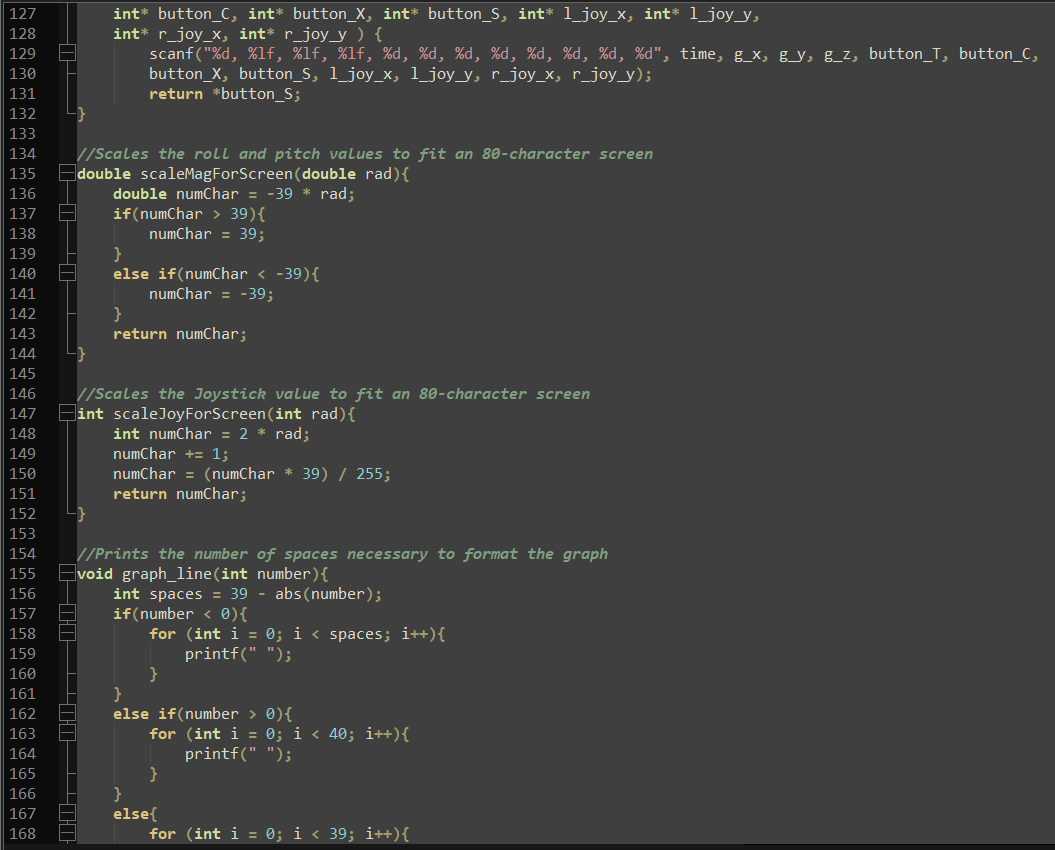 127 int* button_C, int* button_X, int* button_S, int* l_joy_x, int* l_joy_y,
128 int* r_joy_x, int* r_joy_y ) {
129 scanf("%d, %lf, %lf, %lf, %d, %d, %d, %d, %d, %d, %d, %d", time, g_x, g_y, g_z, button_T, button_C,
130 button_X, button_S, l_joy_x, l_joy_y, r_joy_x, r_joy_y);
131 return *button_S;
132 }
133
134 //Scales the roll and pitch values to fit an 80-character screen
135 double scaleMagForScreen(double rad){
136 double numChar = -39 * rad;
137 if(numChar > 39){
138 numChar = 39;
139 }
140 else if(numChar < -39){
141 numChar = -39;
142 }
143 return numChar;
144 }
145
146 //Scales the Joystick value to fit an 80-character screen
147 int scaleJoyForScreen(int rad){
148 int numChar = 2 * rad;
149 numChar += 1;
150 numChar = (numChar * 39) / 255;
151 return numChar;
152 }
153
154 //Prints the number of spaces necessary to format the graph
155 void graph_line(int number){
156 int spaces = 39 - abs(number);
157 if(number < 0){
158 for (int i = 0; i < spaces; i++){
159 printf(" ");
160 }
161 }
162 else if(number > 0){
163 for (int i = 0; i < 40; i++){
164 printf(" ");
165 }
166 }
167 else{
168 for (int i = 0; i < 39; i++){